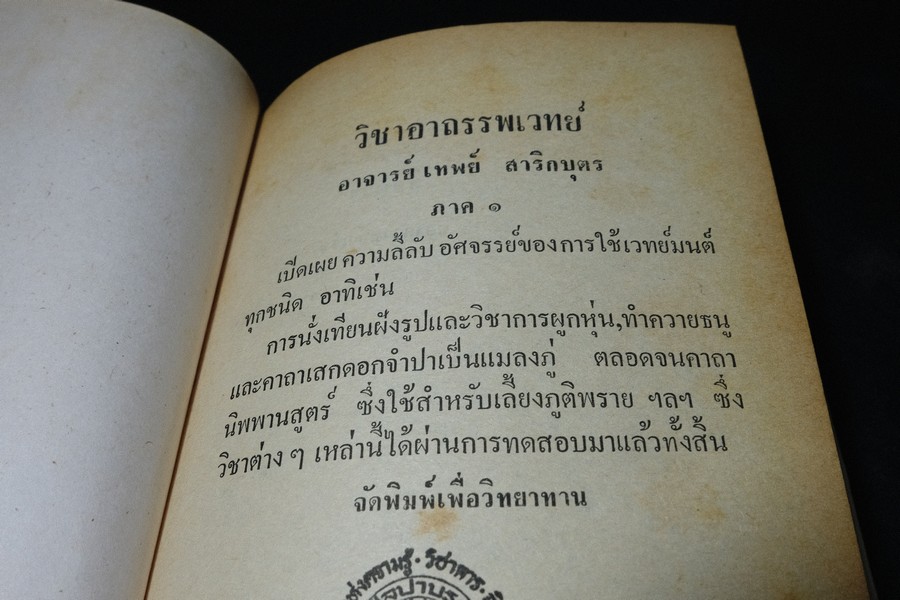 วิชาอาถรรพเวทย์
อาจารย์ เทพย์ สาริกบุตร
ภาค ๑
เปิดเผย ความลี้ลับ อัศจรรย์ของการใช้เวทย์มนต์
ทุกชนิด อาทิเช่น
การนั่งเทียนฝังรูปและวิชาการผูกหุ่น,ทำควายธนู
และคาถาเสกดอกจำปาเป็นแมลงภู่ ตลอดจนคาถา
นิพพานสูตร์ ซึ่งใช้สำหรับเลี้ยงภูติพราย ฯลฯ ซึ่ง
วิชาต่าง ๆ เหล่านี้ได้ผ่านการทดสอบมาแล้วทั้งสิ้น
จัดพิมพ์เพื่อวิทยาทาน
ความรู้ · วิชาการ ·